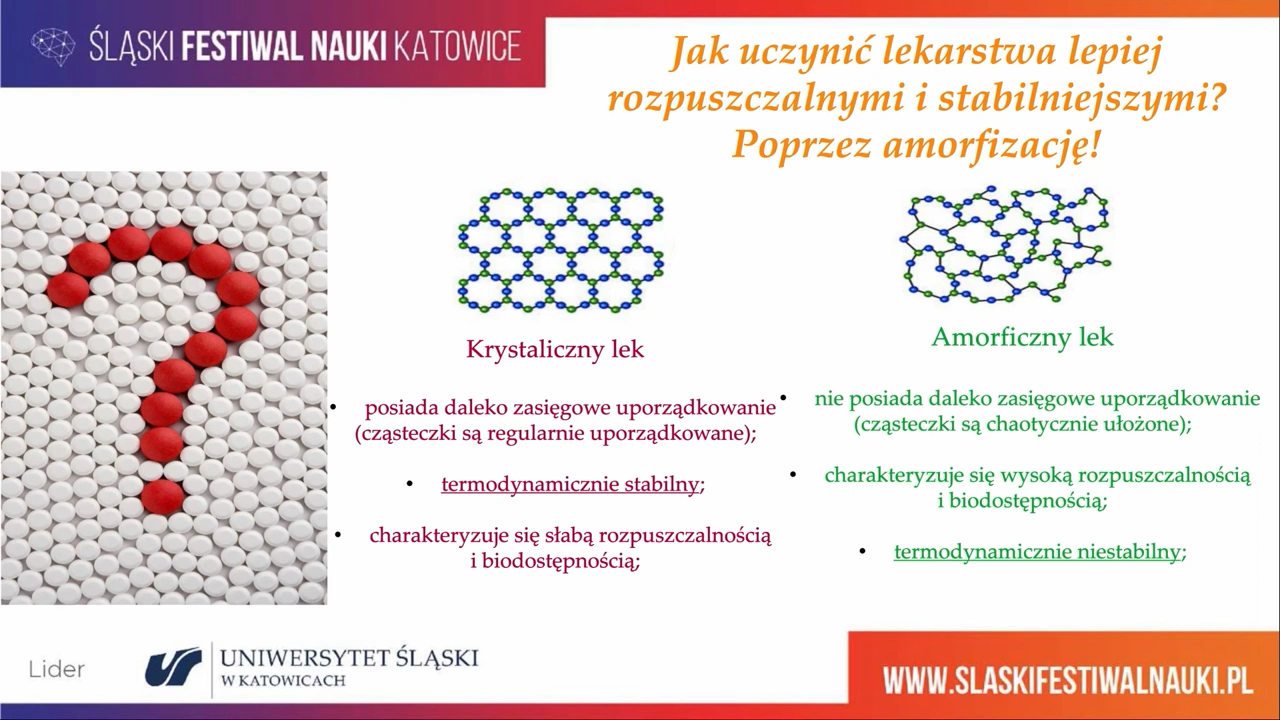 ŚLĄSKI FESTIWAL NAUKI KATOWICE
Jak uczynić lekarstwa lepiej
rozpuszczalnymi i stabilniejszymi?
Poprzez amorfizację!
Krystaliczny lek
• posiada daleko zasięgowe uporządkowanie
(cząsteczki są regularnie uporządkowane);
• termodynamicznie stabilny;
• charakteryzuje się słabą rozpuszczalnością
i biodostępnością;
Amorficzny lek
• nie posiada daleko zasięgowe uporządkowanie
(cząsteczki są chaotycznie ułożone);
• charakteryzuje się wysoką rozpuszczalnością
i biodostępnością;
• termodynamicznie niestabilny;
Lider
UNIWERSYTET ŚLĄSKI
W KATOWICACH
WWW.SLASKIFESTIWALNAUKI.PL